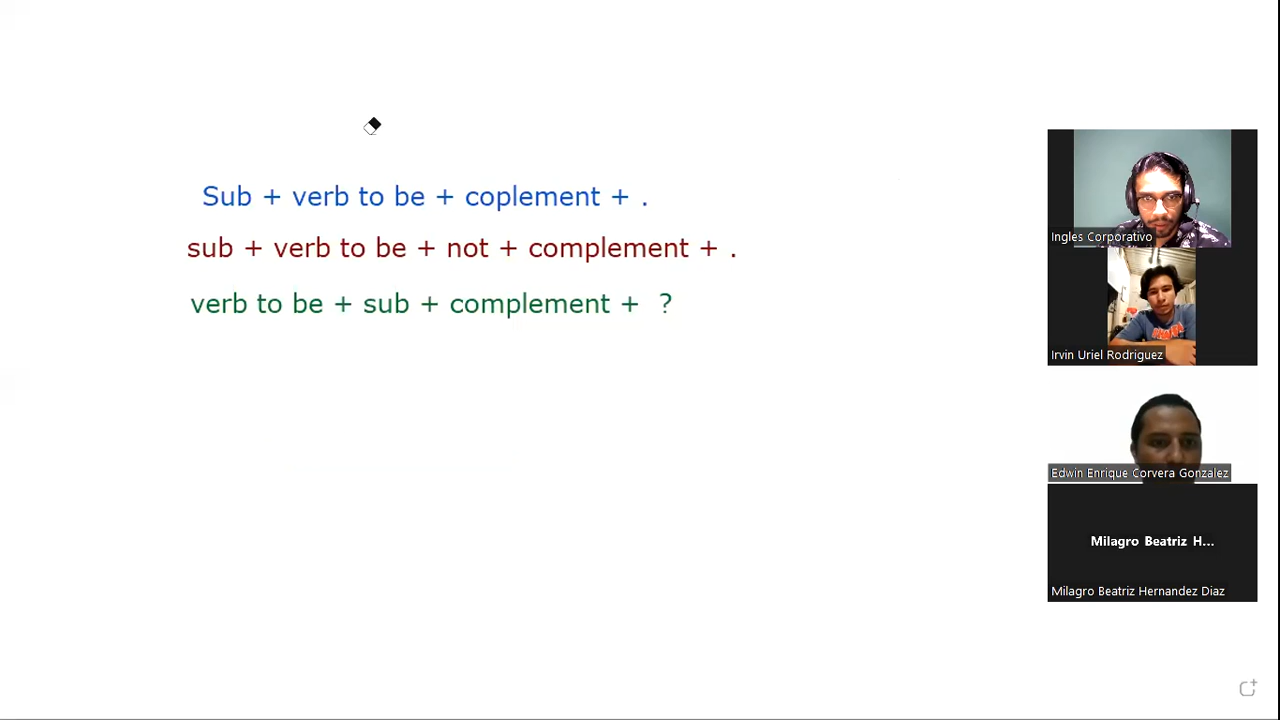 Sub + verb to be + coplement + .
sub + verb to be + not + complement + .
verb to be + sub + complement + ?
Ingles Corporativo
Irvin Uriel Rodriguez
Edwin Enrique Corvera Gonzalez
Milagro Beatriz H...
Milagro Beatriz Hernandez Diaz